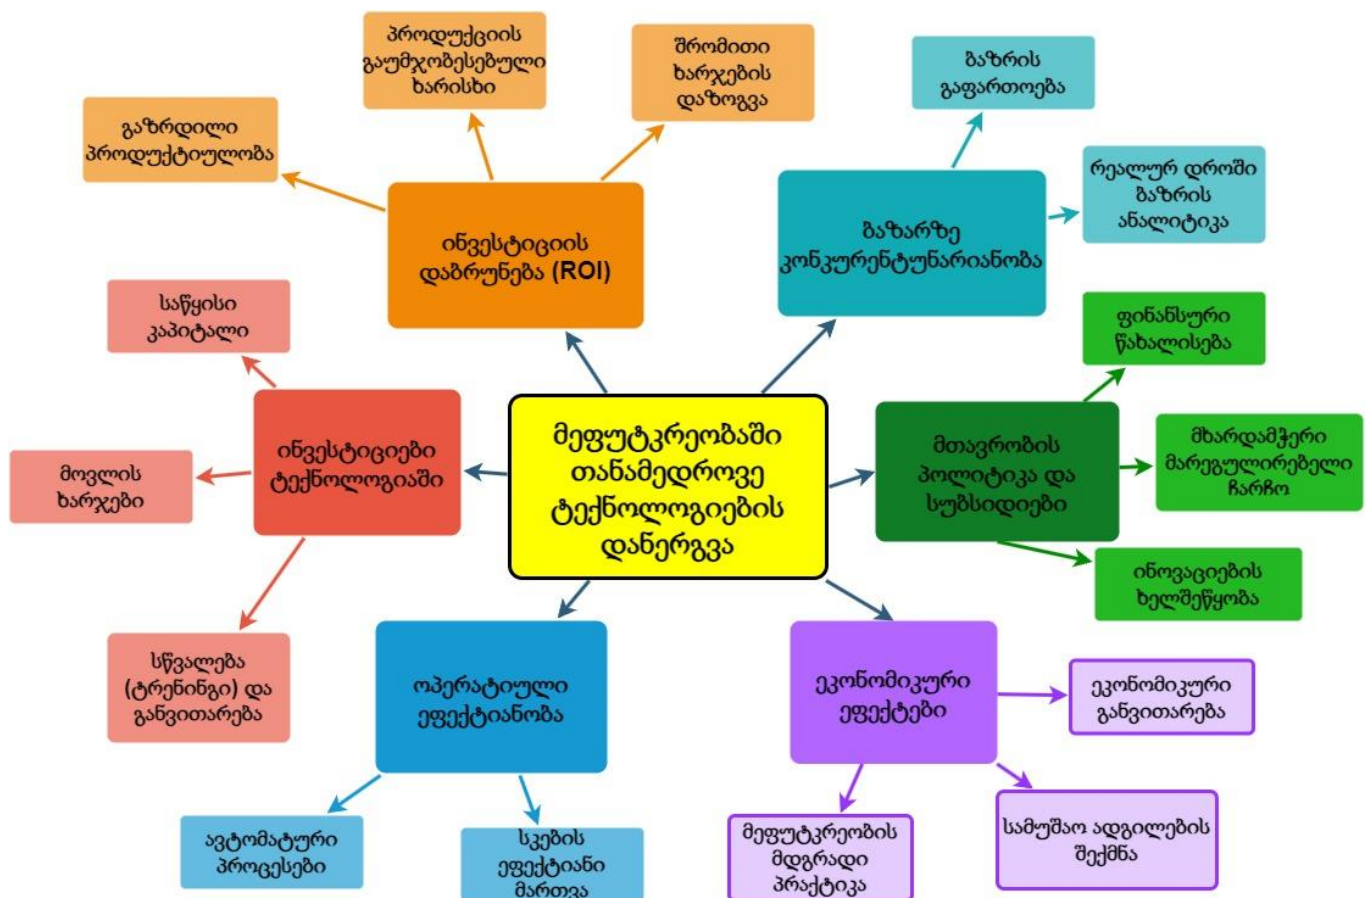 პროდუქციის
გაუმჯობესებული
ხარისხი
შრომითი
ხარჯების
დაზოგვა
ბაზრის
გაფართოება
გაზრდილი
პროდუქტიულობა
რეალურ დროში
ბაზრის
ანალიტიკა
ინვესტიციის
დაბრუნება (ROI)
ბაზარზე
კონკურენტუნარიანობა
საწყისი
კაპიტალი
ფინანსური
წახალისება
ინვესტიციები
ტექნოლოგიაში
მეფუტკრეობაში
თანამედროვე
ტექნოლოგიების
დანერგვა
მთავრობის
პოლიტიკა და
სუბსიდიები
მხარდამჭერი
მარეგულირებელი
ჩარჩო
მოვლის
ხარჯები
ინოვაციების
ხელშეწყობა
სწვალება
(ტრენინგი) და
განვითარება
ოპერატიული
ეფექტიანობა
ეკონომიკური
ეფექტები
ეკონომიკური
განვითარება
ავტომატური
პროცესები
სკების
ეფექტიანი
მართვა
მეფუტკრეობის
მდგრადი
პრაქტიკა
სამუშაო ადგილების
შექმნა